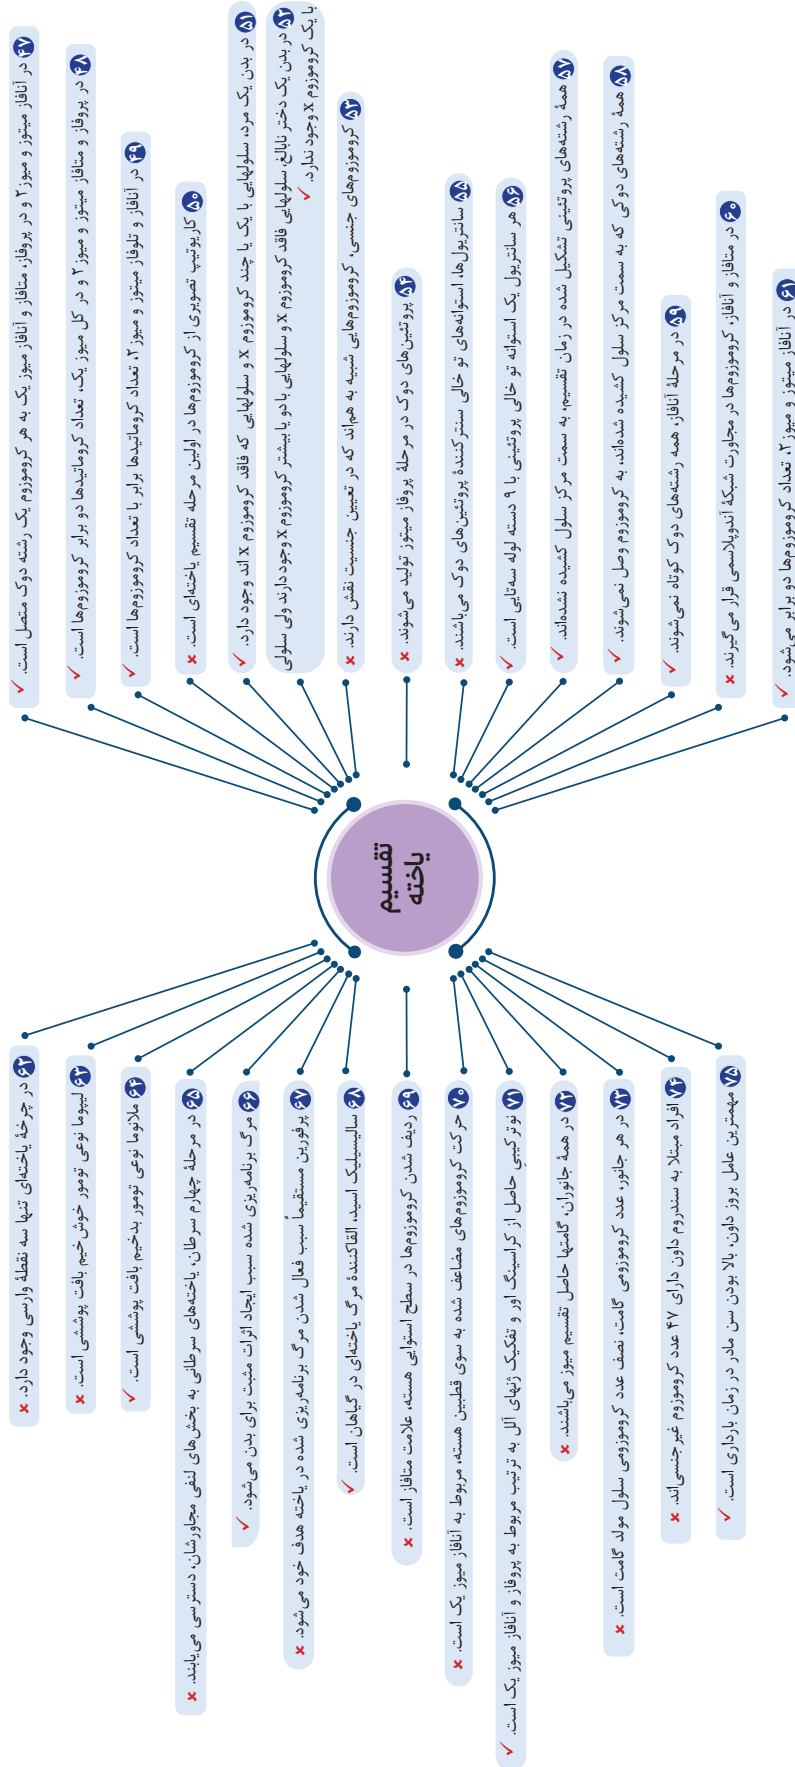 ۴۷ در آنافاز میتوز و میوز۲ و در پروفاز، متافاز و آنافاز میوز یک به هر کروموزوم یک رشته دوک متصل است. ✓
۴۸ در پروفاز و متافاز میتوز و میوز۲ و در کل میوز یک، تعداد کروماتیدها دو برابر کروموزوم‌ها است. ✓
۴۹ در آنافاز و تلوفاز میتوز و میوز۲، تعداد کروماتیدها برابر با تعداد کروموزوم‌ها است. ✓
۵۰ کاریوتیپ تصویری از کروموزوم‌ها در اولین مرحله تقسیم یاخته‌ای است. ×
۵۱ در بدن یک مرد، سلولهایی با یک یا چند کروموزوم X و سلولهایی که فاقد کروموزوم X اند وجود دارد. ✓
۵۲ در بدن یک دختر نابالغ، سلولهایی فاقد کروموزوم X و سلولهایی با دو یا بیشتر کروموزوم X وجود دارند ولی سلولی
با یک کروموزوم X وجود ندارد. ✓
۵۳ کروموزوم‌های جنسی، کروموزوم‌هایی شبیه به هم‌اند که در تعیین جنسیت نقش دارند. ×
۵۴ پروتئین‌های دوک در مرحلهٔ پروفاز میتوز تولید می‌شوند. ×
۵۵ سانتریول‌ها، استوانه‌های تو خالی سنتزکنندهٔ پروتئین‌های دوک می‌باشند. ×
۵۶ هر سانتریول یک استوانه تو خالی پروتئینی با ۹ دسته لوله سه‌تایی است. ✓
۵۷ همهٔ رشته‌های پروتئینی تشکیل شده در زمان تقسیم، به سمت مرکز سلول کشیده نشده‌اند. ✓
۵۸ همهٔ رشته‌های دوکی که به سمت مرکز سلول کشیده شده‌اند، به کروموزوم وصل نمی‌شوند. ✓
۵۹ در مرحلهٔ آنافاز، همه رشته‌های دوک کوتاه نمی‌شوند. ✓
۶۰ در متافاز و آنافاز، کروموزوم‌ها در مجاورت شبکهٔ آندوپلاسمی قرار می‌گیرند. ×
۶۱ در آنافاز میتوز و میوز۲، تعداد کروموزوم‌ها دو برابر می‌شود. ✓
تقسیم
یاخته
۶۲ در چرخهٔ یاخته‌ای تنها سه نقطهٔ وارسی وجود دارد. ×
۶۳ لیپوما نوعی تومور خوش خیم بافت پوششی است. ×
۶۴ ملانوما نوعی تومور بدخیم بافت پوششی است. ✓
۶۵ در مرحلهٔ چهارم سرطان، یاخته‌های سرطانی به بخش‌های لنفی مجاورشان، دسترسی می‌یابند. ×
۶۶ مرگ برنامه‌ریزی شده سبب ایجاد اثرات مثبت برای بدن می‌شود. ✓
۶۷ پرفورین مستقیماً سبب فعال شدن مرگ برنامه‌ریزی شده در یاخته هدف خود می‌شود. ×
۶۸ سالیسیلیک اسید، القاکنندهٔ مرگ یاخته‌ای در گیاهان است. ✓
۶۹ ردیف شدن کروموزوم‌ها در سطح استوایی هسته، علامت متافاز است. ×
۷۰ حرکت کروموزوم‌های مضاعف شده به سوی قطبین هسته، مربوط به آنافاز میوز یک است. ×
۷۱ نوترکیبی حاصل از کراسینگ اور و تفکیک ژنهای آلل به ترتیب مربوط به پروفاز و آنافاز میوز یک است. ✓
۷۲ در همهٔ جانوران، گامتها حاصل تقسیم میوز می‌باشند. ×
۷۳ در هر جانور، عدد کروموزومی گامت، نصف عدد کروموزومی سلول مولد گامت است. ×
۷۴ افراد مبتلا به سندروم داون دارای ۴۷ عدد کروموزوم غیرجنسی‌اند. ×
۷۵ مهمترین عامل بروز داون، بالا بودن سن مادر در زمان بارداری است. ✓